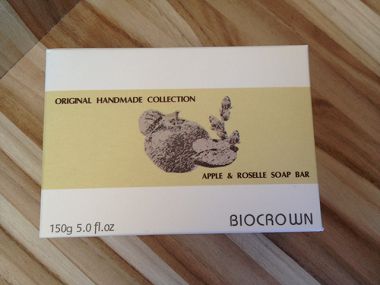 ORIGINAL HANDMADE COLLECTION
APPLE & ROSELLE SOAP BAR
150g 5.0 fl.oz
BIOCROWN